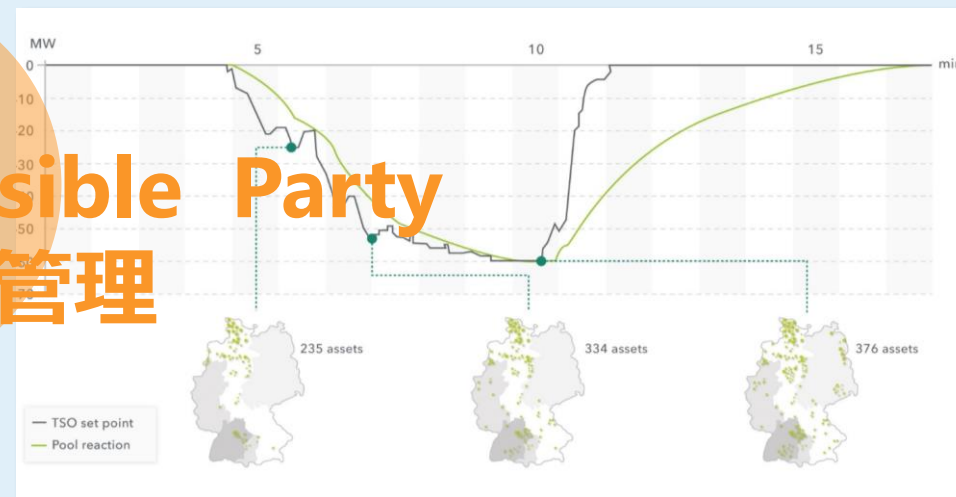 MW
5
10
15
min
0
10
20
30
50
sible Party
管理
235 assets
334 assets
376 assets
TSO set point
Pool reaction